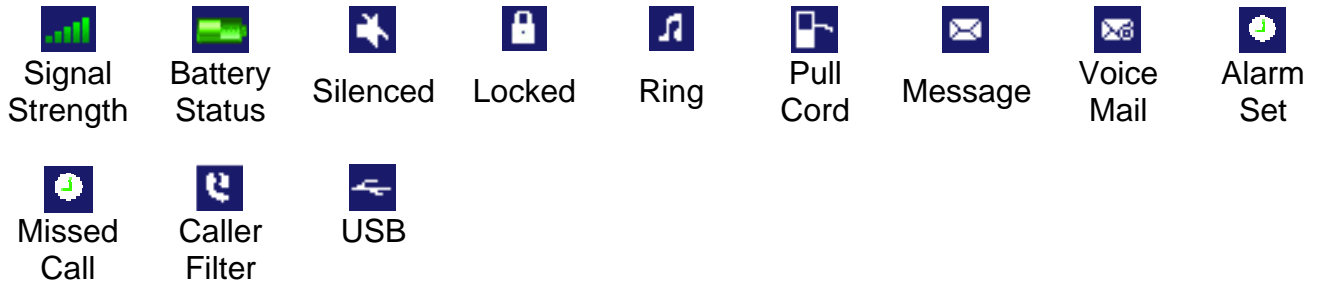 Signal Strength
Battery Status
Silenced
Locked
Ring
Pull Cord
Message
Voice Mail
Alarm Set
Missed Call
Caller Filter
USB